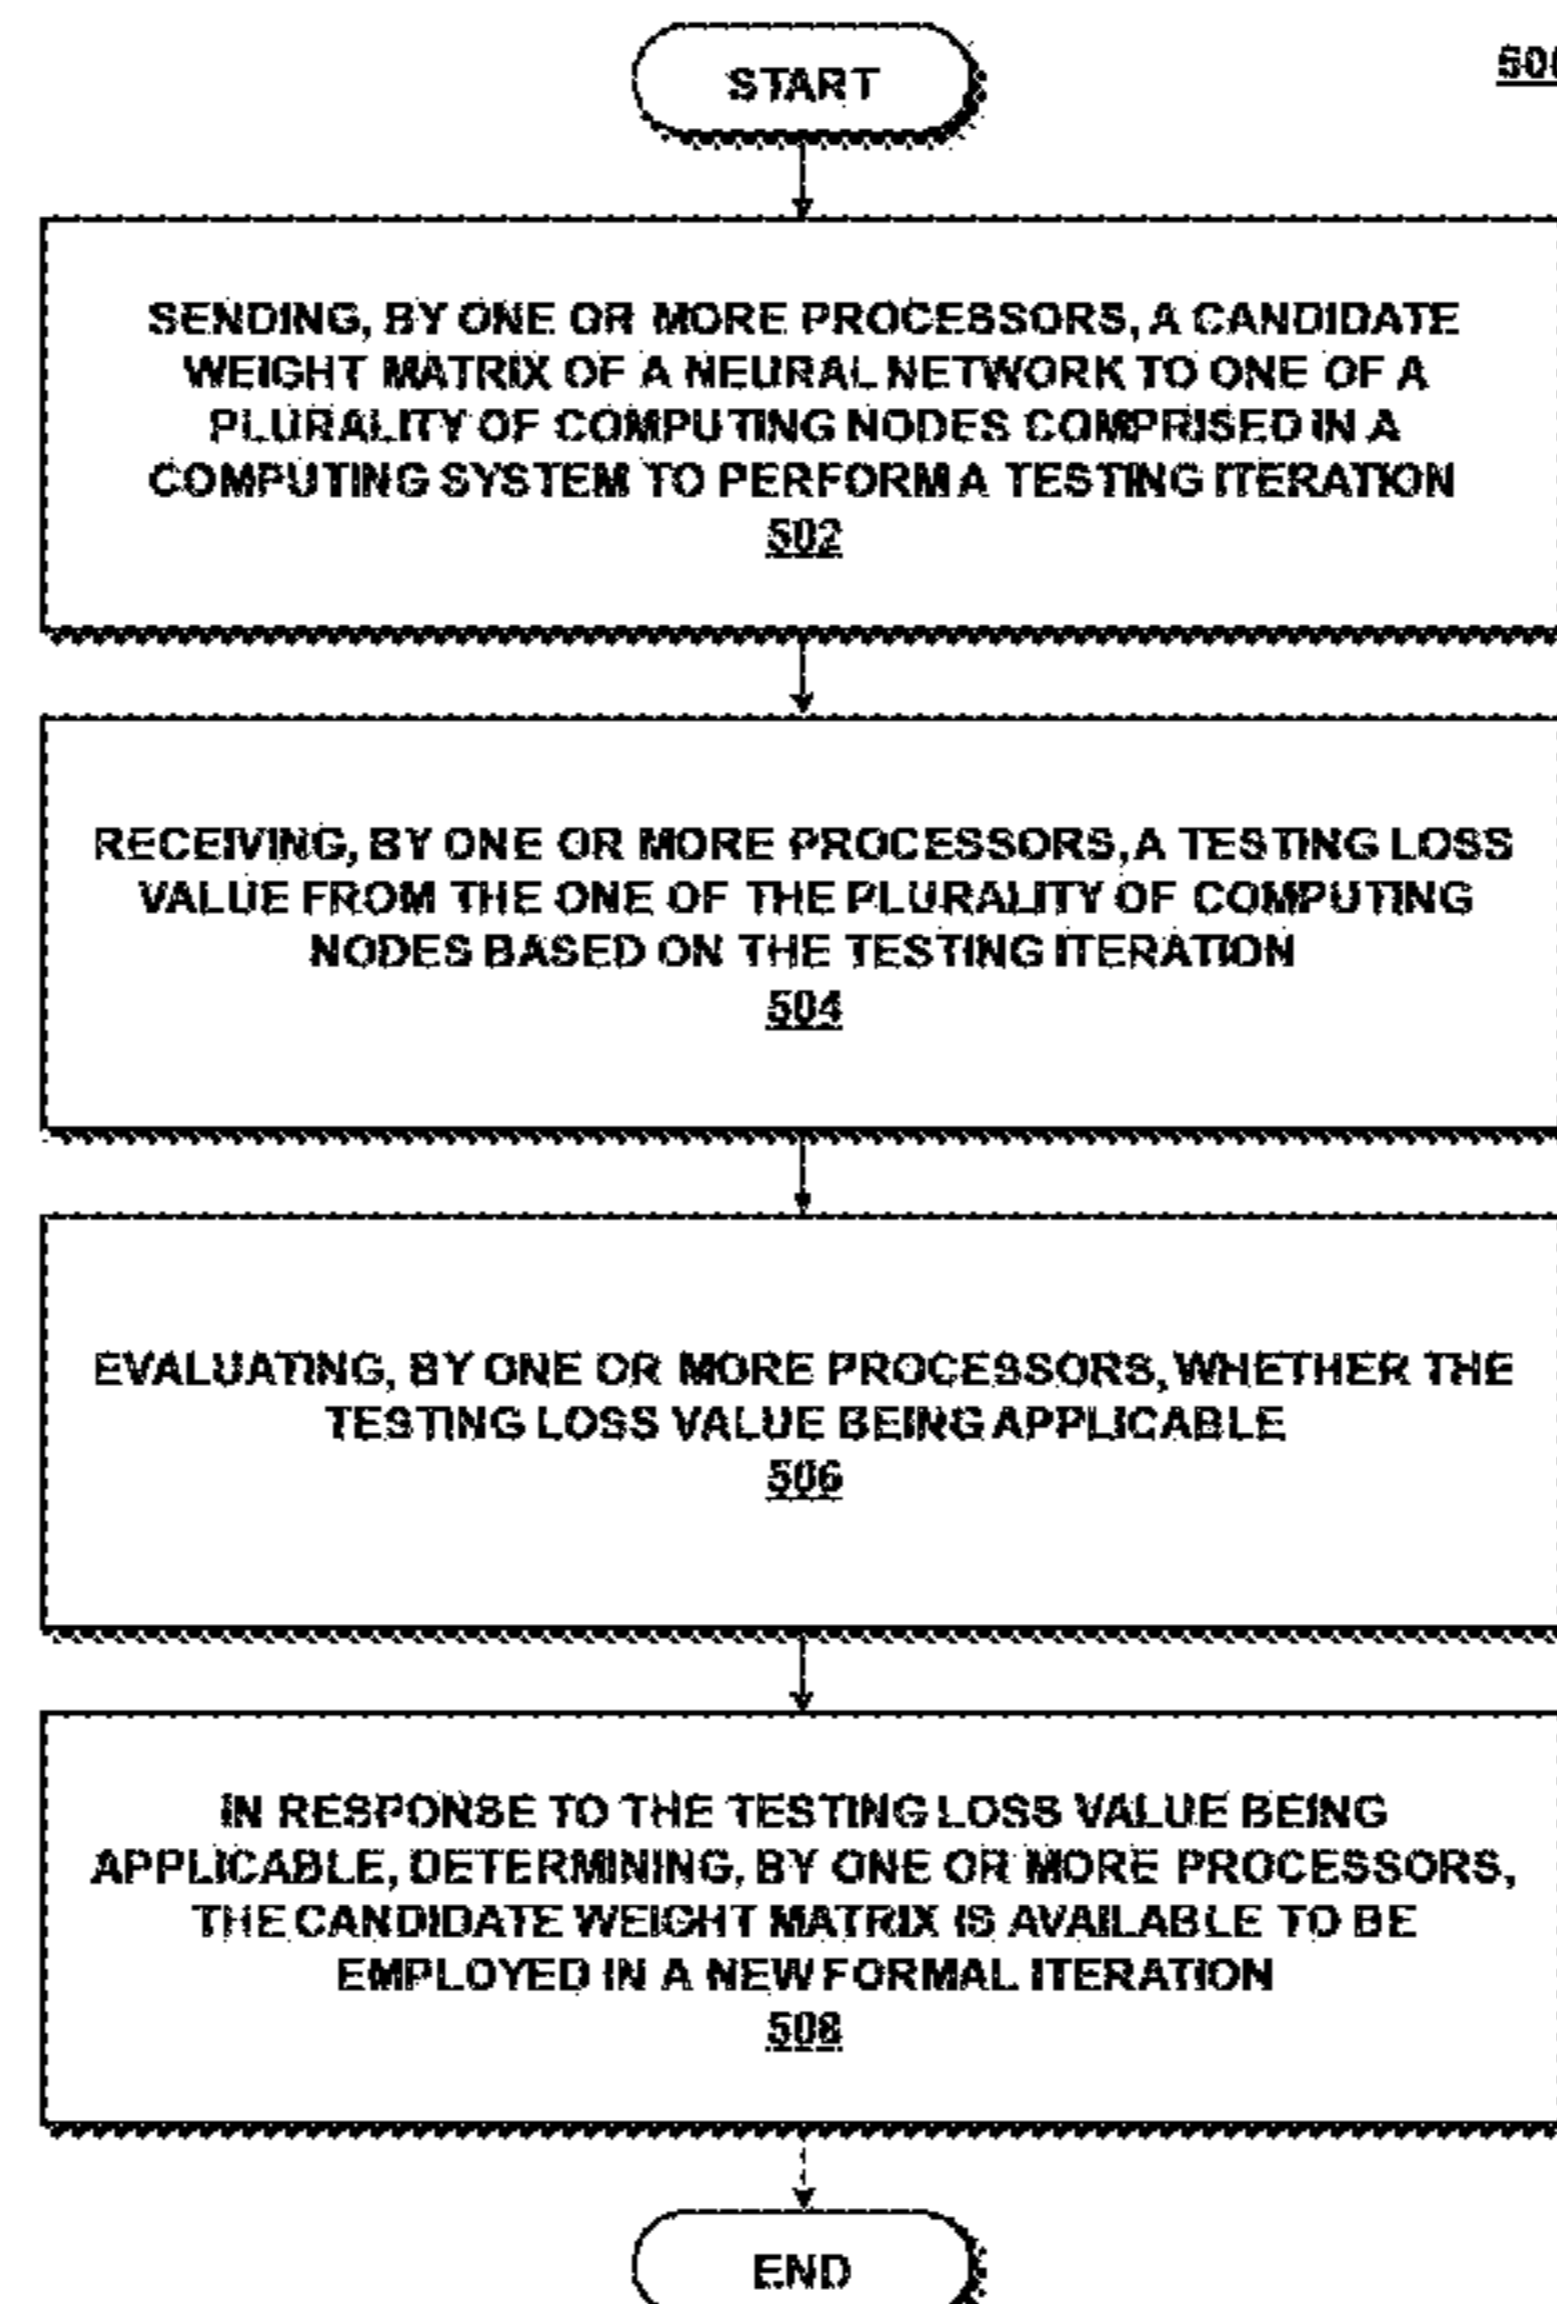 START
SENDING, BY ONE OR MORE PROCESSORS, A CANDIDATE
WEIGHT MATRIX OF A NEURAL NETWORK TO ONE OF A
PLURALITY OF COMPUTING NODES COMPRISED IN A
COMPUTING SYSTEM TO PERFORM A TESTING ITERATION
502
RECEIVING, BY ONE OR MORE PROCESSORS, A TESTING LOSS
VALUE FROM THE ONE OF THE PLURALITY OF COMPUTING
NODES BASED ON THE TESTING ITERATION
504
EVALUATING, BY ONE OR MORE PROCESSORS, WHETHER THE
TESTING LOSS VALUE BEING APPLICABLE
506
IN RESPONSE TO THE TESTING LOSS VALUE BEING
APPLICABLE, DETERMINING, BY ONE OR MORE PROCESSORS,
THE CANDIDATE WEIGHT MATRIX IS AVAILABLE TO BE
EMPLOYED IN A NEW FORMAL ITERATION
508
END